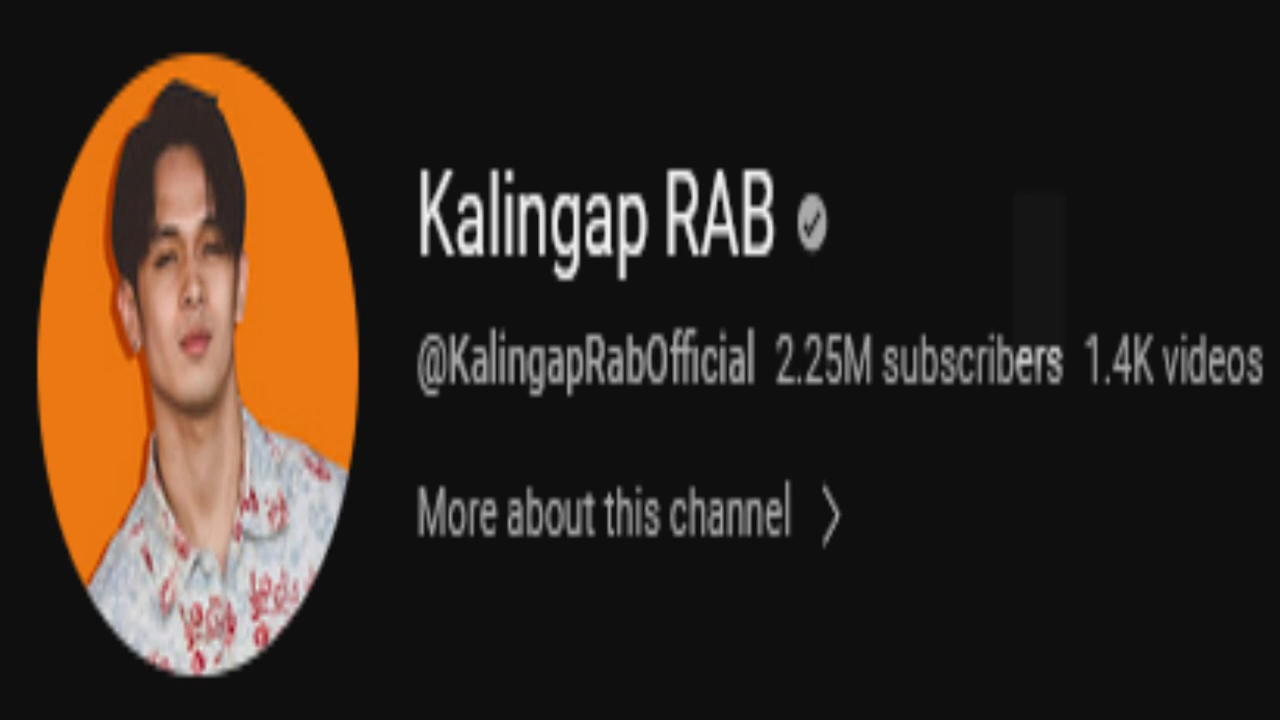 Kalingap RAB
@KalingapRabOfficial 2.25M subscribers 1.4K videos
More about this channel